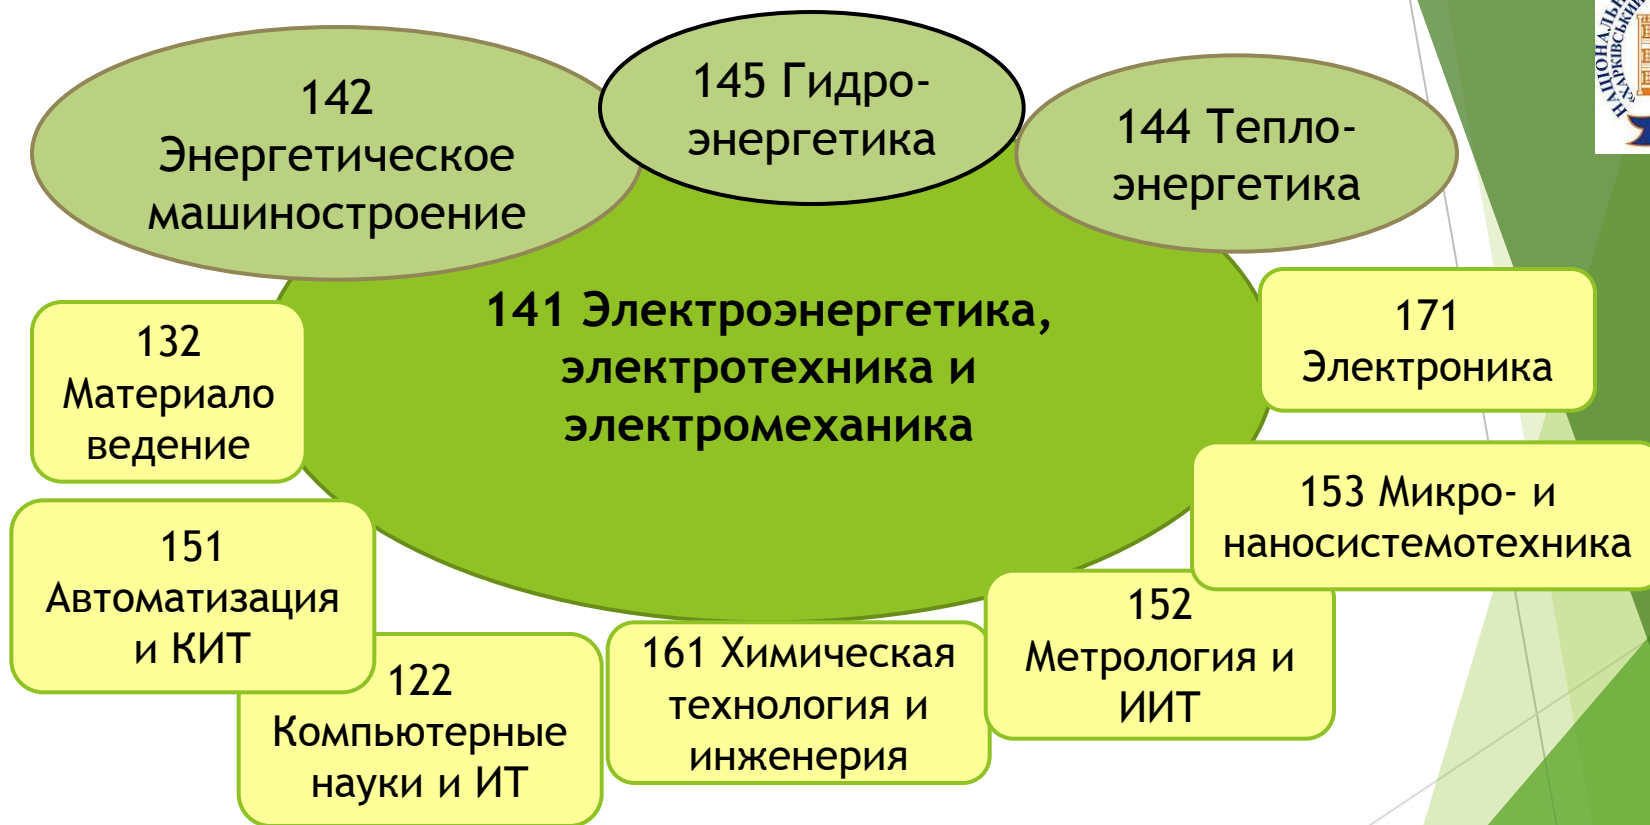 142
Энергетическое
машиностроение
145 Гидро-
энергетика
144 Тепло-
энергетика
141 Электроэнергетика,
электротехника и
электромеханика
132
Материало
ведение
171
Электроника
151
Автоматизация
и КИТ
153 Микро- и
наносистемотехника
122
Компьютерные
науки и ИТ
161 Химическая
технология и
инженерия
152
Метрология и
ИИТ